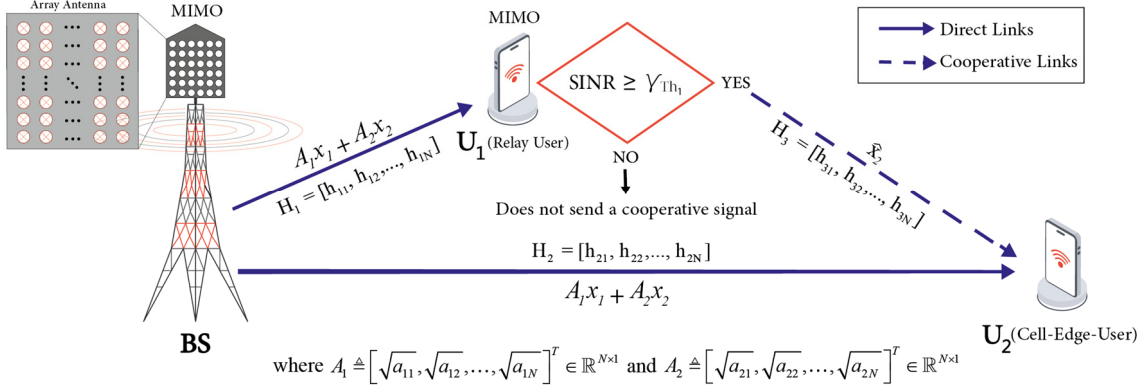 Array Antenna
MIMO
MIMO
SINR ≥ γ_Th₁
YES
NO
Does not send a cooperative signal
U₁ (Relay User)
A₁x₁ + A₂x₂
H₁ = [h₁₁, h₁₂,..., h₁N]
x̂₂
H₃ = [h₃₁, h₃₂,..., h₃N]
Direct Links
Cooperative Links
H₂ = [h₂₁, h₂₂,..., h₂N]
A₁x₁ + A₂x₂
BS
U₂ (Cell-Edge-User)
where A₁ ≜ [√a₁₁, √a₁₂, ..., √a₁N]ᵀ ∈ ℝ^{N×1} and A₂ ≜ [√a₂₁, √a₂₂, ..., √a₂N]ᵀ ∈ ℝ^{N×1}